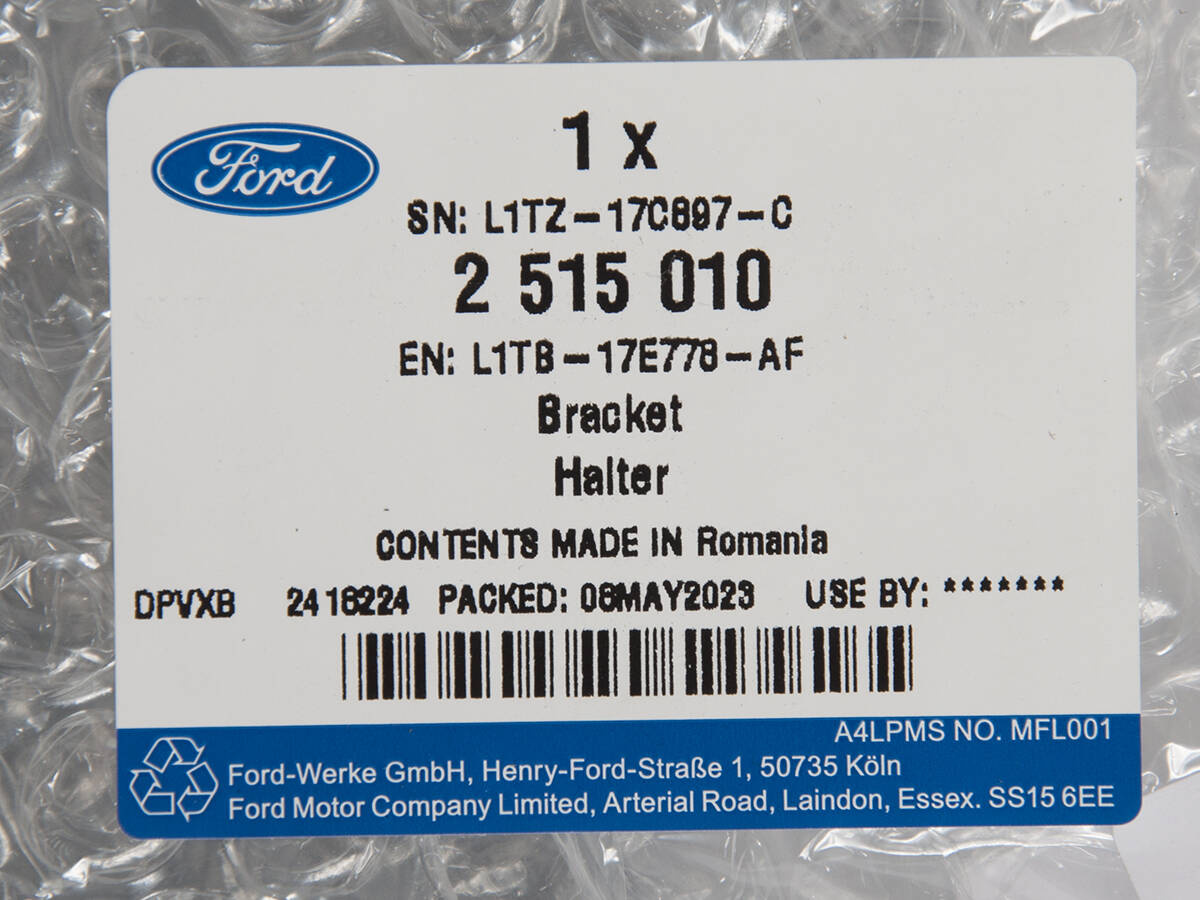 Ford
1 x
SN: L1TZ-17C897-C
2 515 010
EN: L1TB-17E778-AF
Bracket
Halter
CONTENTS MADE IN Romania
DPVXB 2416224 PACKED: 08MAY2023 USE BY: *******
A4LPMS NO. MFL001
Ford-Werke GmbH, Henry-Ford-Straße 1, 50735 Köln
Ford Motor Company Limited, Arterial Road, Laindon, Essex. SS15 6EE